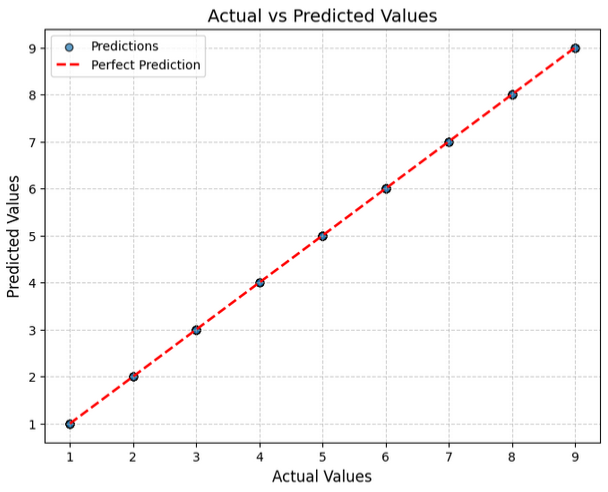 Actual vs Predicted Values
Predictions
Perfect Prediction
Predicted Values
9
8
7
6
5
4
3
2
1
1 2 3 4 5 6 7 8 9
Actual Values